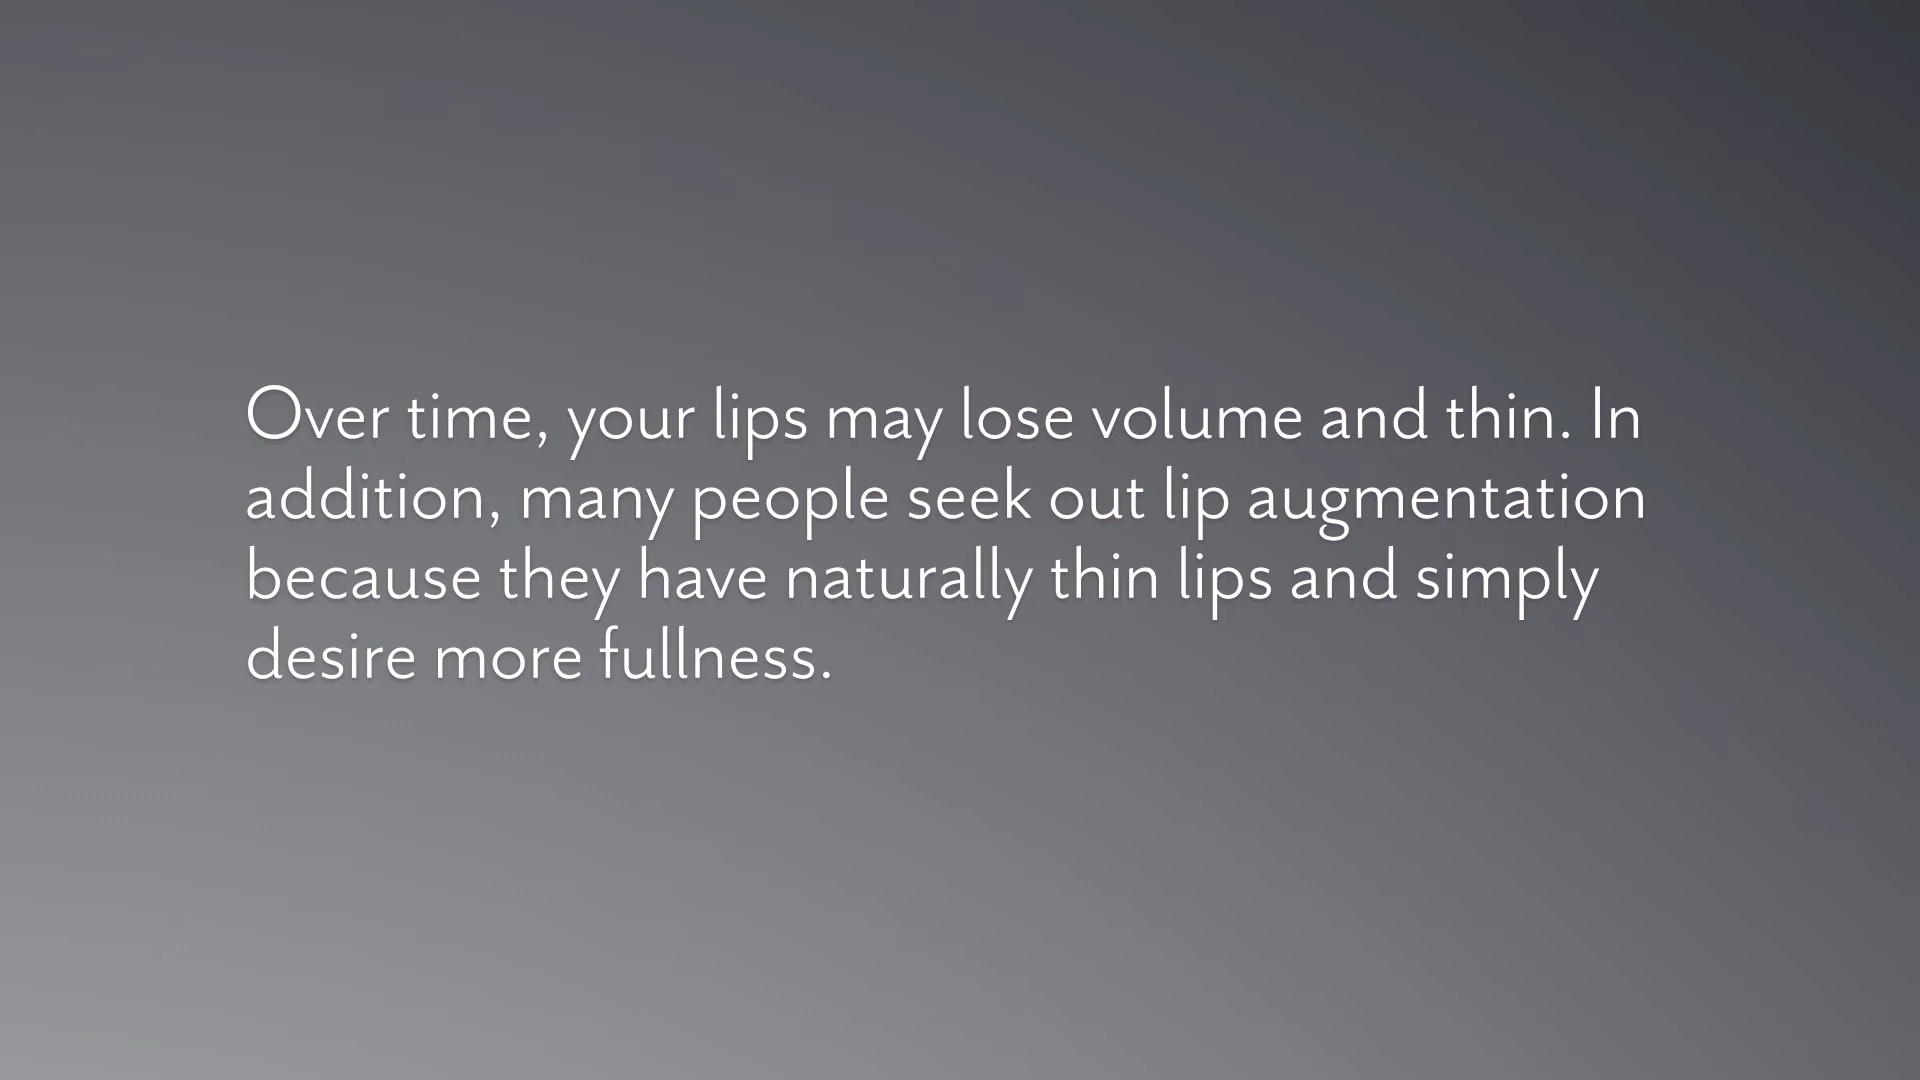 Over time, your lips may lose volume and thin. In
addition, many people seek out lip augmentation
because they have naturally thin lips and simply
desire more fullness.